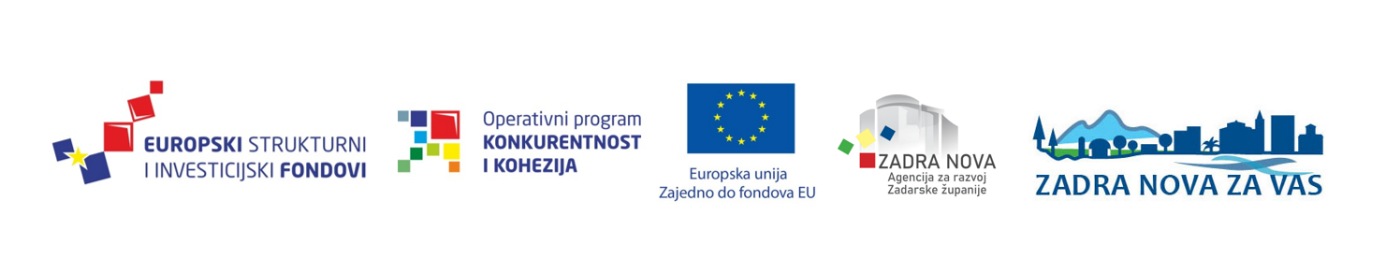 EUROPSKI STRUKTURNI
I INVESTICIJSKI FONDOVI
Operativni program
KONKURENTNOST
I KOHEZIJA
Europska unija
Zajedno do fondova EU
ZADRA NOVA
Agencija za razvoj
Zadarske županije
ZADRA NOVA ZA VAS